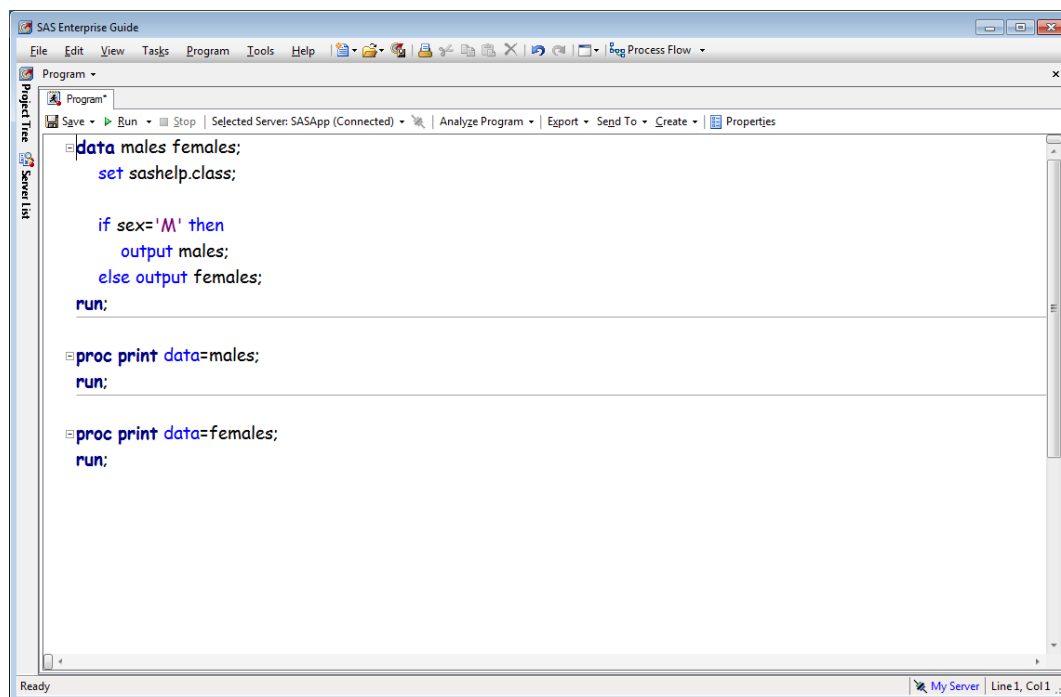 SAS Enterprise Guide
File Edit View Tasks Program Tools Help Process Flow
Program
Project Tree
Server List
Program*
Save Run Stop Selected Server: SASApp (Connected) Analyze Program Export Send To Create Properties
data males females;
set sashelp.class;
if sex='M' then
output males;
else output females;
run;
proc print data=males;
run;
proc print data=females;
run;
Ready My Server Line 1, Col 1